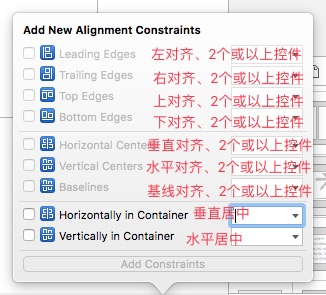 Add New Alignment Constraints
Leading Edges 左对齐、2个或以上控件
Trailing Edges 右对齐、2个或以上控件
Top Edges 上对齐、2个或以上控件
Bottom Edges 下对齐、2个或以上控件
Horizontal Centers 垂直对齐、2个或以上控件
Vertical Centers 水平对齐、2个或以上控件
Baselines 基线对齐、2个或以上控件
Horizontally in Container 垂直居中
Vertically in Container 水平居中
Add Constraints